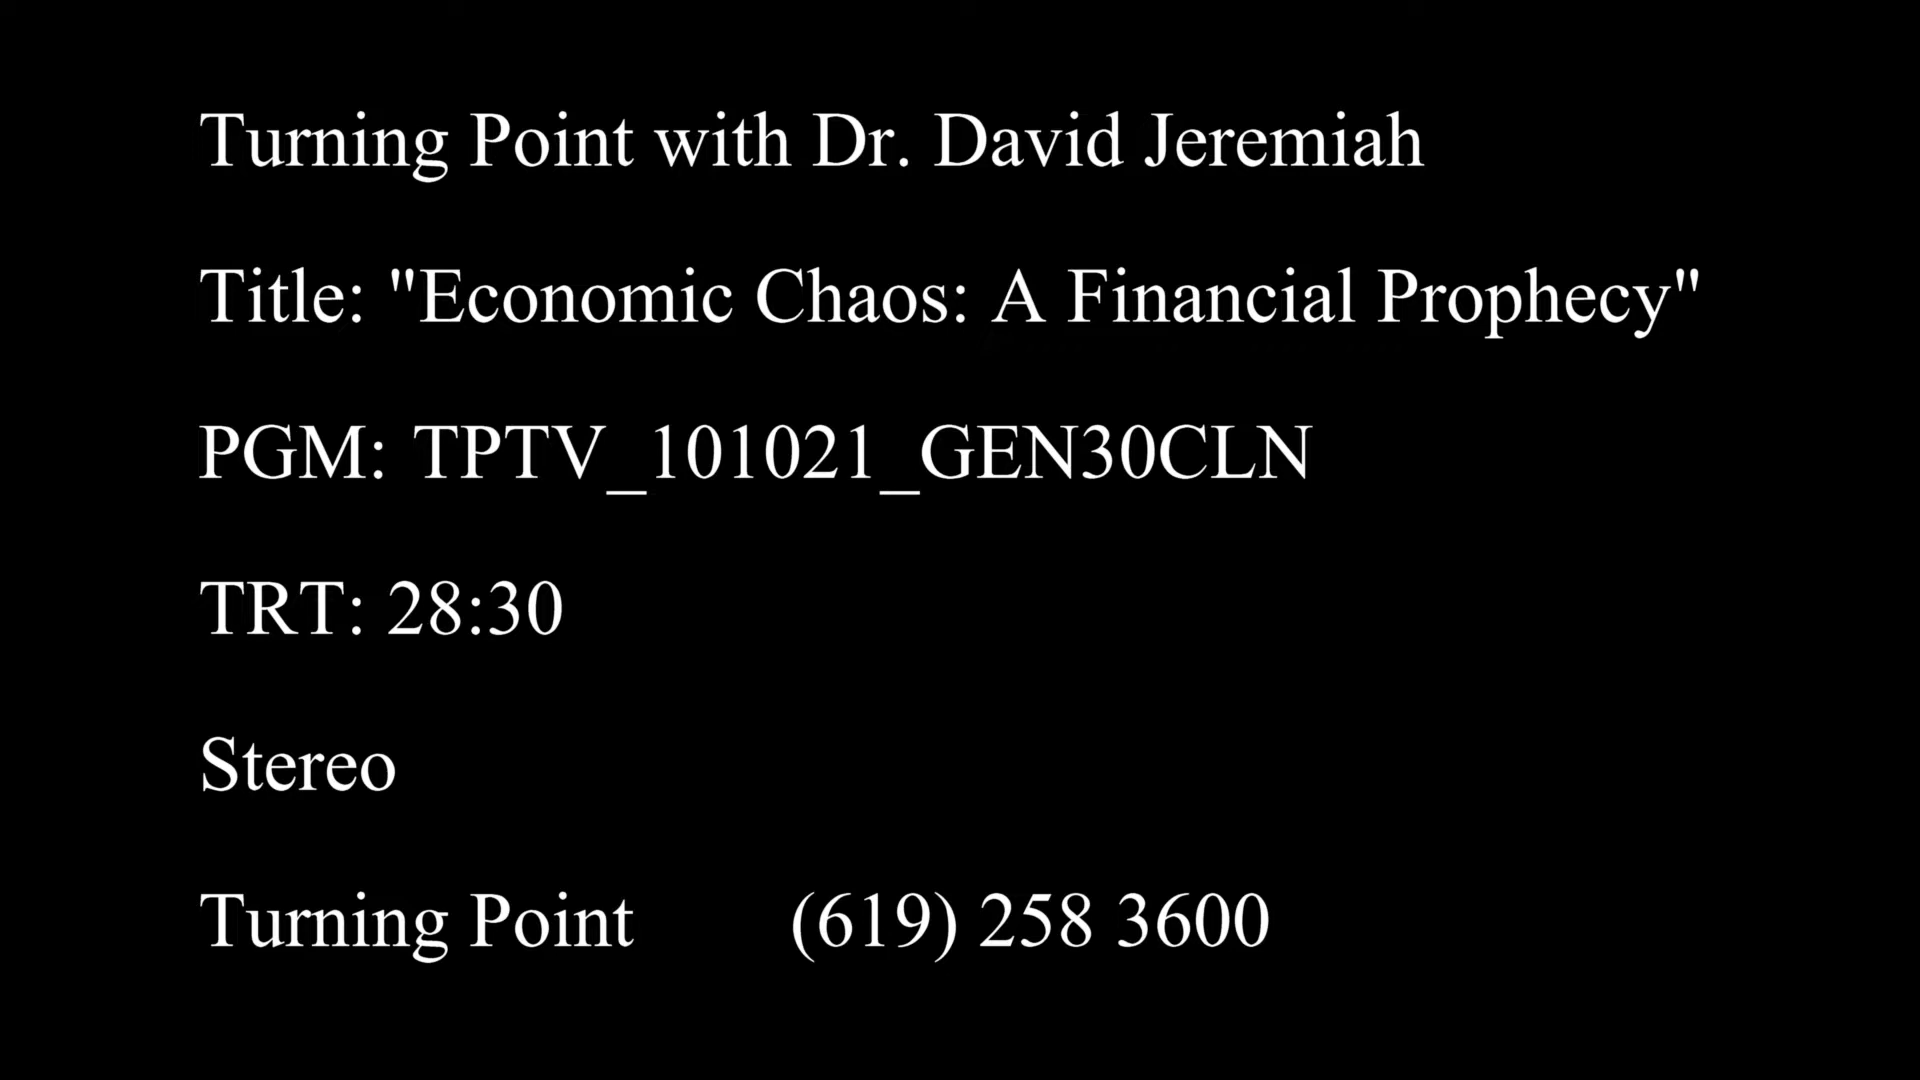 Turning Point with Dr. David Jeremiah
Title: "Economic Chaos: A Financial Prophecy"
PGM: TPTV_101021_GEN30CLN
TRT: 28:30
Stereo
Turning Point (619) 258 3600